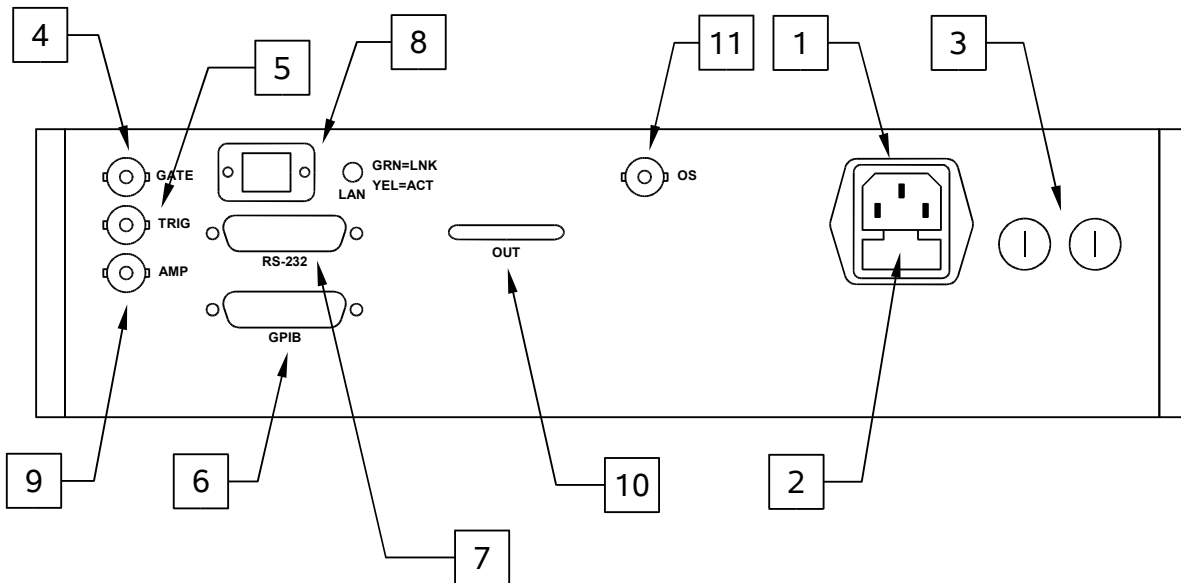 4
5
8
11
1
3
GATE
TRIG
AMP
GRN=LNK
LAN YEL=ACT
OS
RS-232
OUT
GPIB
9
6
7
10
2